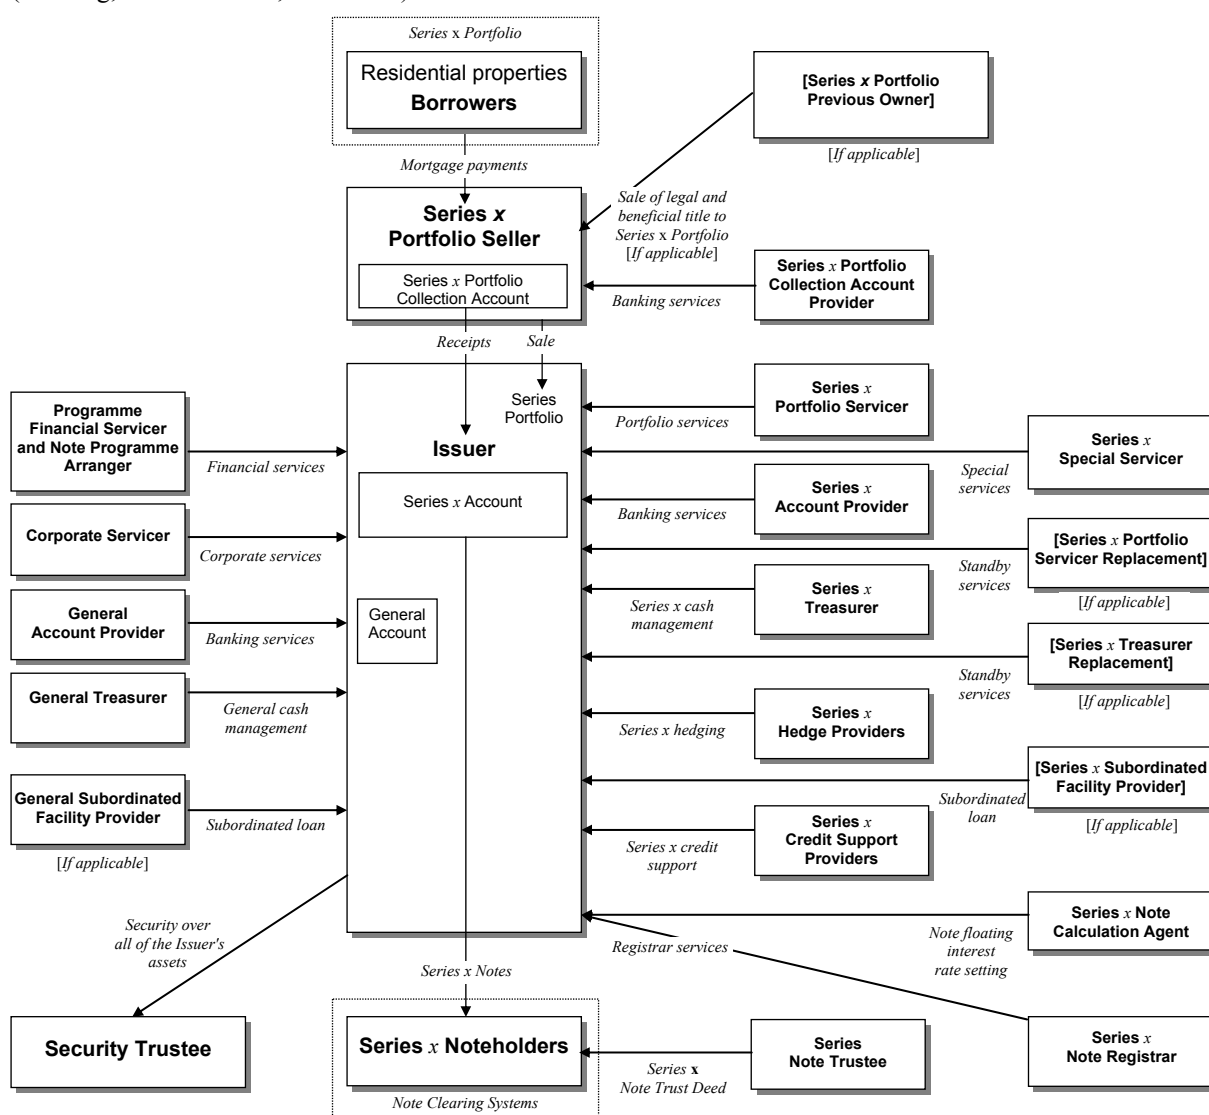 Series x Portfolio
Residential properties
Borrowers
[Series x Portfolio
Previous Owner]
[If applicable]
Mortgage payments
Sale of legal and
beneficial title to
Series x Portfolio
[If applicable]
Series x
Portfolio Seller
Series x Portfolio
Collection Account
Banking services
Series x Portfolio
Collection Account
Provider
Receipts
Sale
Series
Portfolio
Issuer
Series x Account
General
Account
Programme
Financial Servicer
and Note Programme
Arranger
Financial services
Corporate Servicer
Corporate services
General
Account Provider
Banking services
General Treasurer
General cash
management
General Subordinated
Facility Provider
[If applicable]
Subordinated loan
Portfolio services
Series x
Portfolio Servicer
Special
services
Series x
Special Servicer
Banking services
Series x
Account Provider
Standby
services
[Series x Portfolio
Servicer Replacement]
[If applicable]
Series x cash
management
Series x
Treasurer
Standby
services
[Series x Treasurer
Replacement]
[If applicable]
Series x hedging
Series x
Hedge Providers
Subordinated
loan
[Series x Subordinated
Facility Provider]
[If applicable]
Series x credit
support
Series x
Credit Support
Providers
Note floating
interest
rate setting
Series x Note
Calculation Agent
Registrar services
Series x
Note Registrar
Security over
all of the Issuer's
assets
Security Trustee
Series x Notes
Series x Noteholders
Note Clearing Systems
Series x
Note Trust Deed
Series
Note Trustee